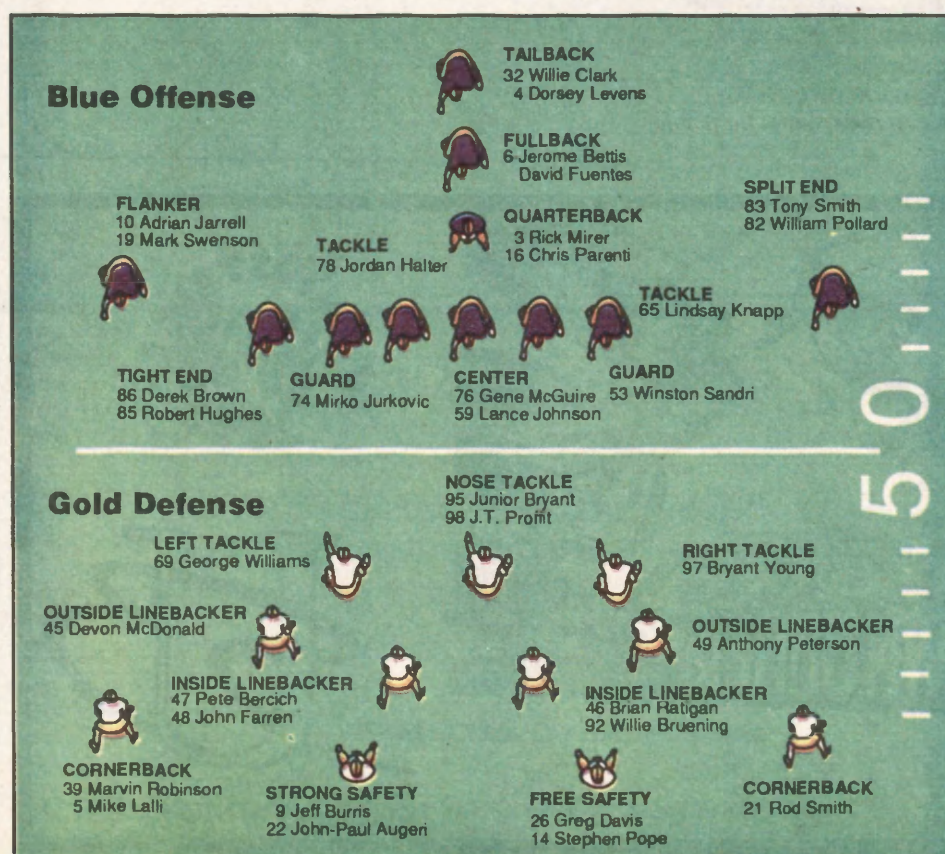 Blue Offense
TAILBACK
32 Willie Clark
4 Dorsey Levens
FULLBACK
6 Jerome Bettis
David Fuentes
FLANKER
10 Adrian Jarrell
19 Mark Swenson
QUARTERBACK
3 Rick Mirer
16 Chris Parenti
SPLIT END
83 Tony Smith
82 William Pollard
TACKLE
78 Jordan Halter
TACKLE
65 Lindsay Knapp
TIGHT END
86 Derek Brown
85 Robert Hughes
GUARD
74 Mirko Jurkovic
CENTER
76 Gene McGuire
59 Lance Johnson
GUARD
53 Winston Sandri
50
Gold Defense
NOSE TACKLE
95 Junior Bryant
98 J.T. Proffit
LEFT TACKLE
69 George Williams
RIGHT TACKLE
97 Bryant Young
OUTSIDE LINEBACKER
45 Devon McDonald
OUTSIDE LINEBACKER
49 Anthony Peterson
INSIDE LINEBACKER
47 Pete Bercich
48 John Farren
INSIDE LINEBACKER
46 Brian Ratigan
92 Willie Bruening
CORNERBACK
39 Marvin Robinson
5 Mike Lalli
STRONG SAFETY
9 Jeff Burris
22 John-Paul Augeri
FREE SAFETY
26 Greg Davis
14 Stephen Pope
CORNERBACK
21 Rod Smith